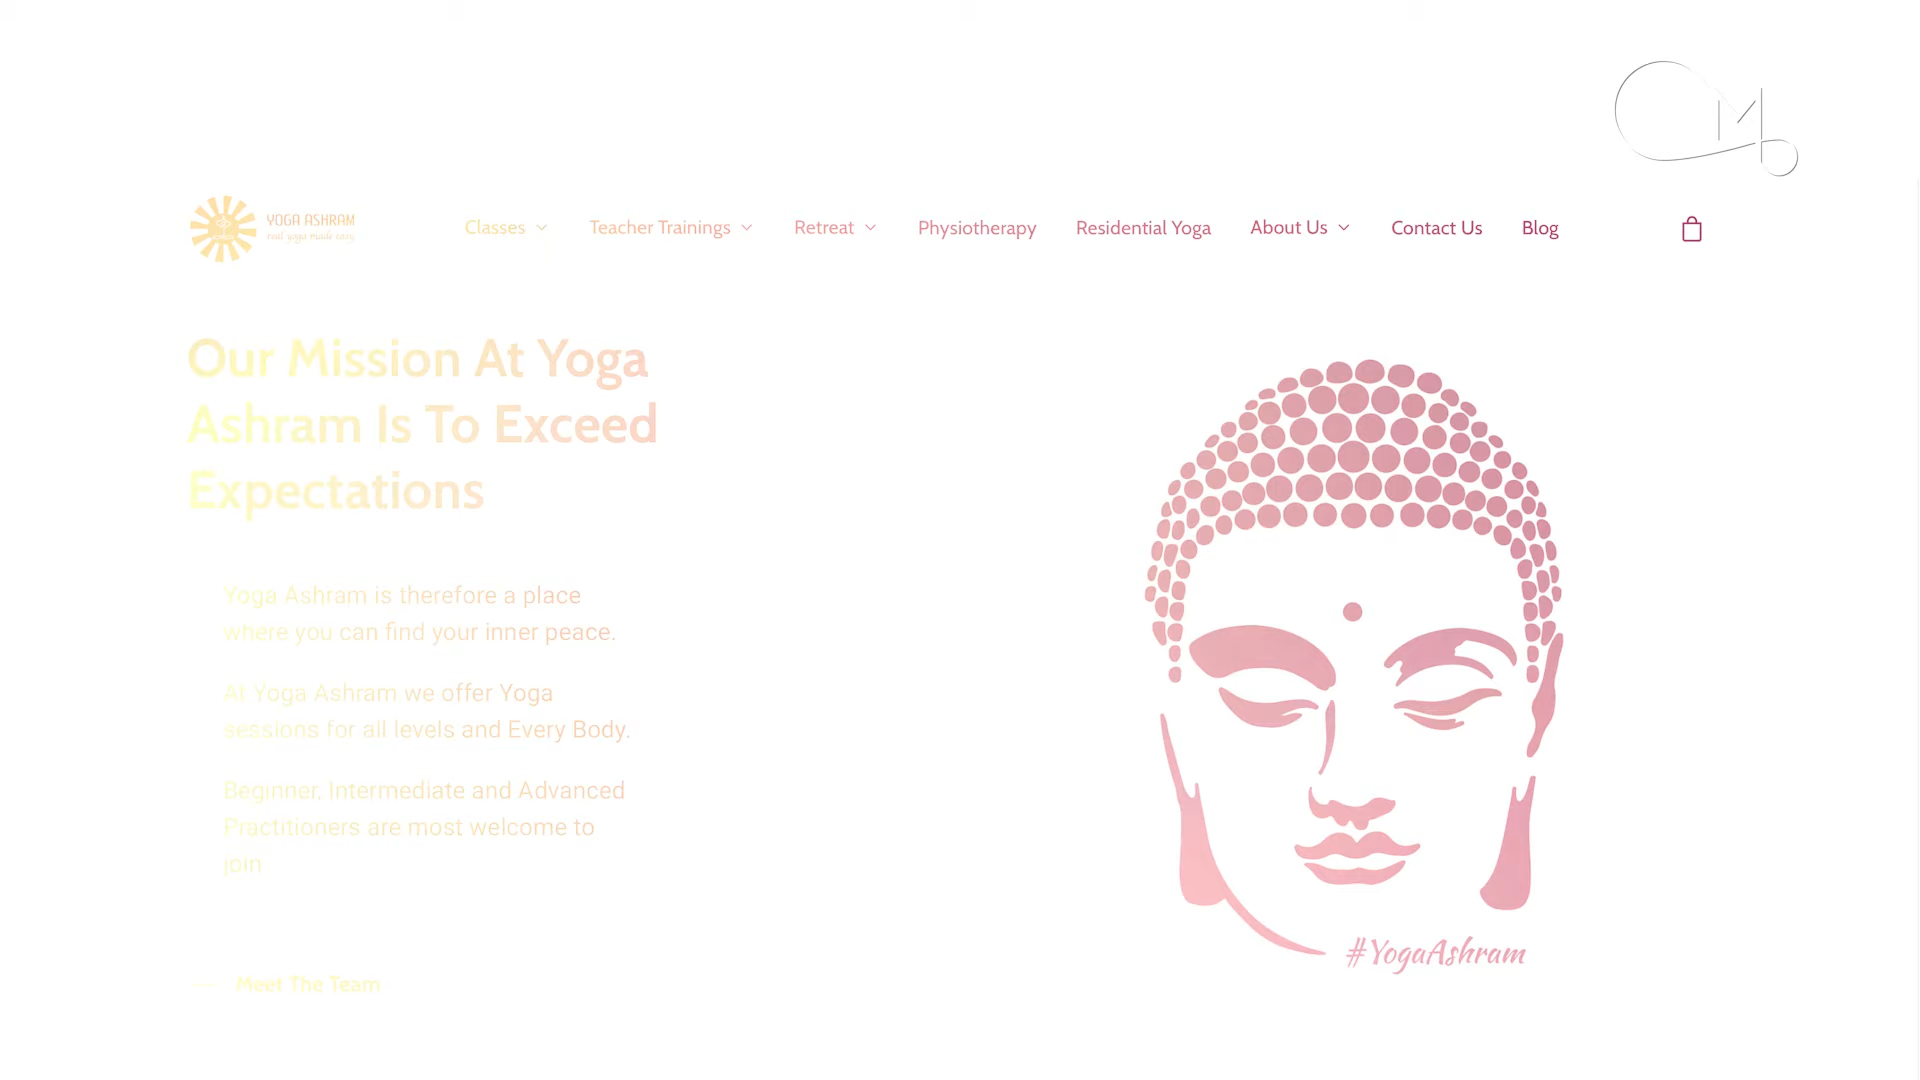 M
YOGA ASHRAM
real yoga made easy
Classes
Teacher Trainings
Retreat
Physiotherapy
Residential Yoga
About Us
Contact Us
Blog
Our Mission At Yoga
Ashram Is To Exceed
Expectations
Yoga Ashram is therefore a place
where you can find your inner peace.
At Yoga Ashram we offer Yoga
sessions for all levels and Every Body.
Beginner, Intermediate and Advanced
Practitioners are most welcome to
join
Meet The Team
#YogaAshram